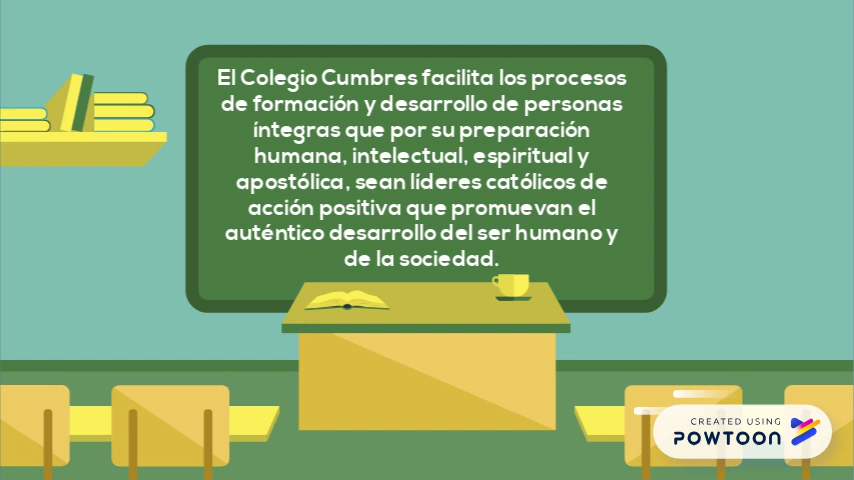 El Colegio Cumbres facilita los procesos
de formación y desarrollo de personas
íntegras que por su preparación
humana, intelectual, espiritual y
apostólica, sean líderes católicos de
acción positiva que promuevan el
auténtico desarrollo del ser humano y
de la sociedad.
CREATED USING
POWTOON